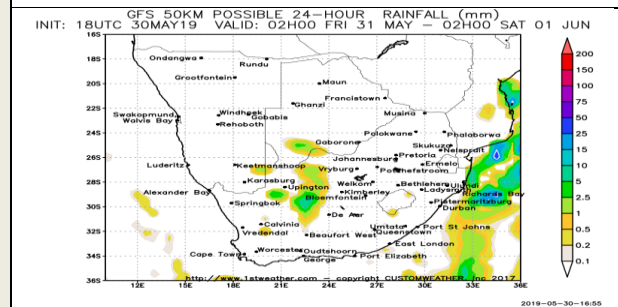 GFS 50KM POSSIBLE 24-HOUR RAINFALL (mm)
INIT: 18UTC 30MAY19 VALID: 02H00 FRI 31 MAY - 02H00 SAT 01 JUN
16S
18S
20S
22S
24S
26S
28S
30S
32S
34S
36S
Ondangwa
Rundu
Grootfontein
Maun
Ghanzi
Francistown
Swakopmund
Walvis Bay
Windhoek
Gobabis
Rehoboth
Musina
Polokwane
Phalaborwa
Gaborone
Skukuza
Nelspruit
Johannesburg
Pretoria
Luderitz
Keetmanshoop
Vryburg
Ermelo
Karasburg
Upington
Welkom
Bethlehem
Ulundi
Ladysmith
Richards Bay
Alexander Bay
Springbok
Bloemfontein
Kimberley
Pietermaritzburg
Durban
De Aar
Calvinia
Vredendal
Beaufort West
Umtata
Queenstown
Port St Johns
East London
Cape Town
Worcester
Oudtshoorn
George
Port Elizabeth
http://www.1stweather.com - copyright CUSTOMWEATHER, Inc 2017
12E
15E
18E
21E
24E
27E
30E
33E
36E
200
150
100
75
50
25
15
10
5
2.5
1
0.5
0.2
0.1
2019-05-30-16:55